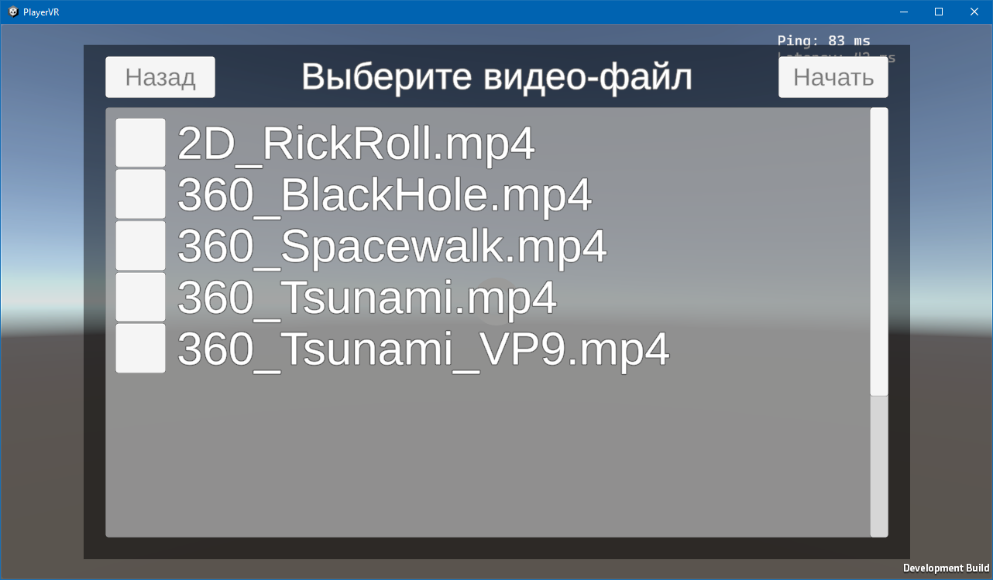 PlayerVR
Ping: 83 ms
Назад
Выберите видео-файл
Начать
2D_RickRoll.mp4
360_BlackHole.mp4
360_Spacewalk.mp4
360_Tsunami.mp4
360_Tsunami_VP9.mp4
Development Build